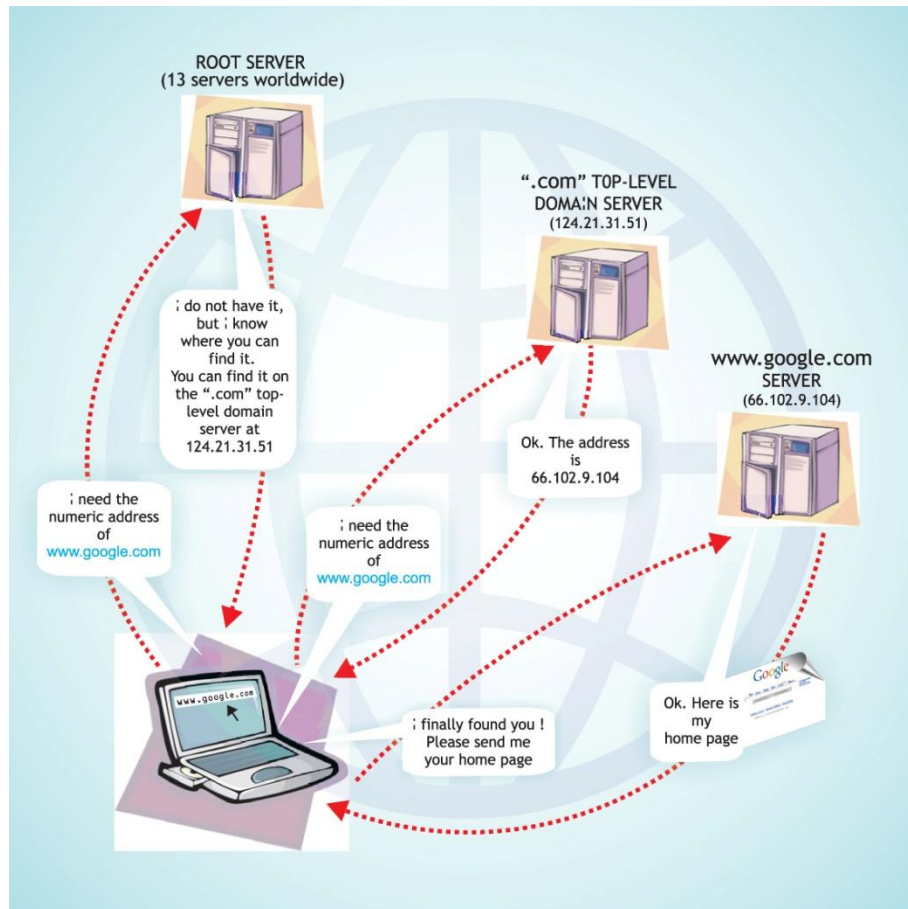 ROOT SERVER
(13 servers worldwide)
“.com” TOP-LEVEL
DOMAIN SERVER
(124.21.31.51)
www.google.com
SERVER
(66.102.9.104)
¡ do not have it,
but ¡ know
where you can
find it.
You can find it on
the “.com” top-
level domain
server at
124.21.31.51
Ok. The address
is
66.102.9.104
¡ need the
numeric address
of
www.google.com
¡ need the
numeric address
of
www.google.com
www.google.com
¡ finally found you !
Please send me
your home page
Ok. Here is
my
home page
Google